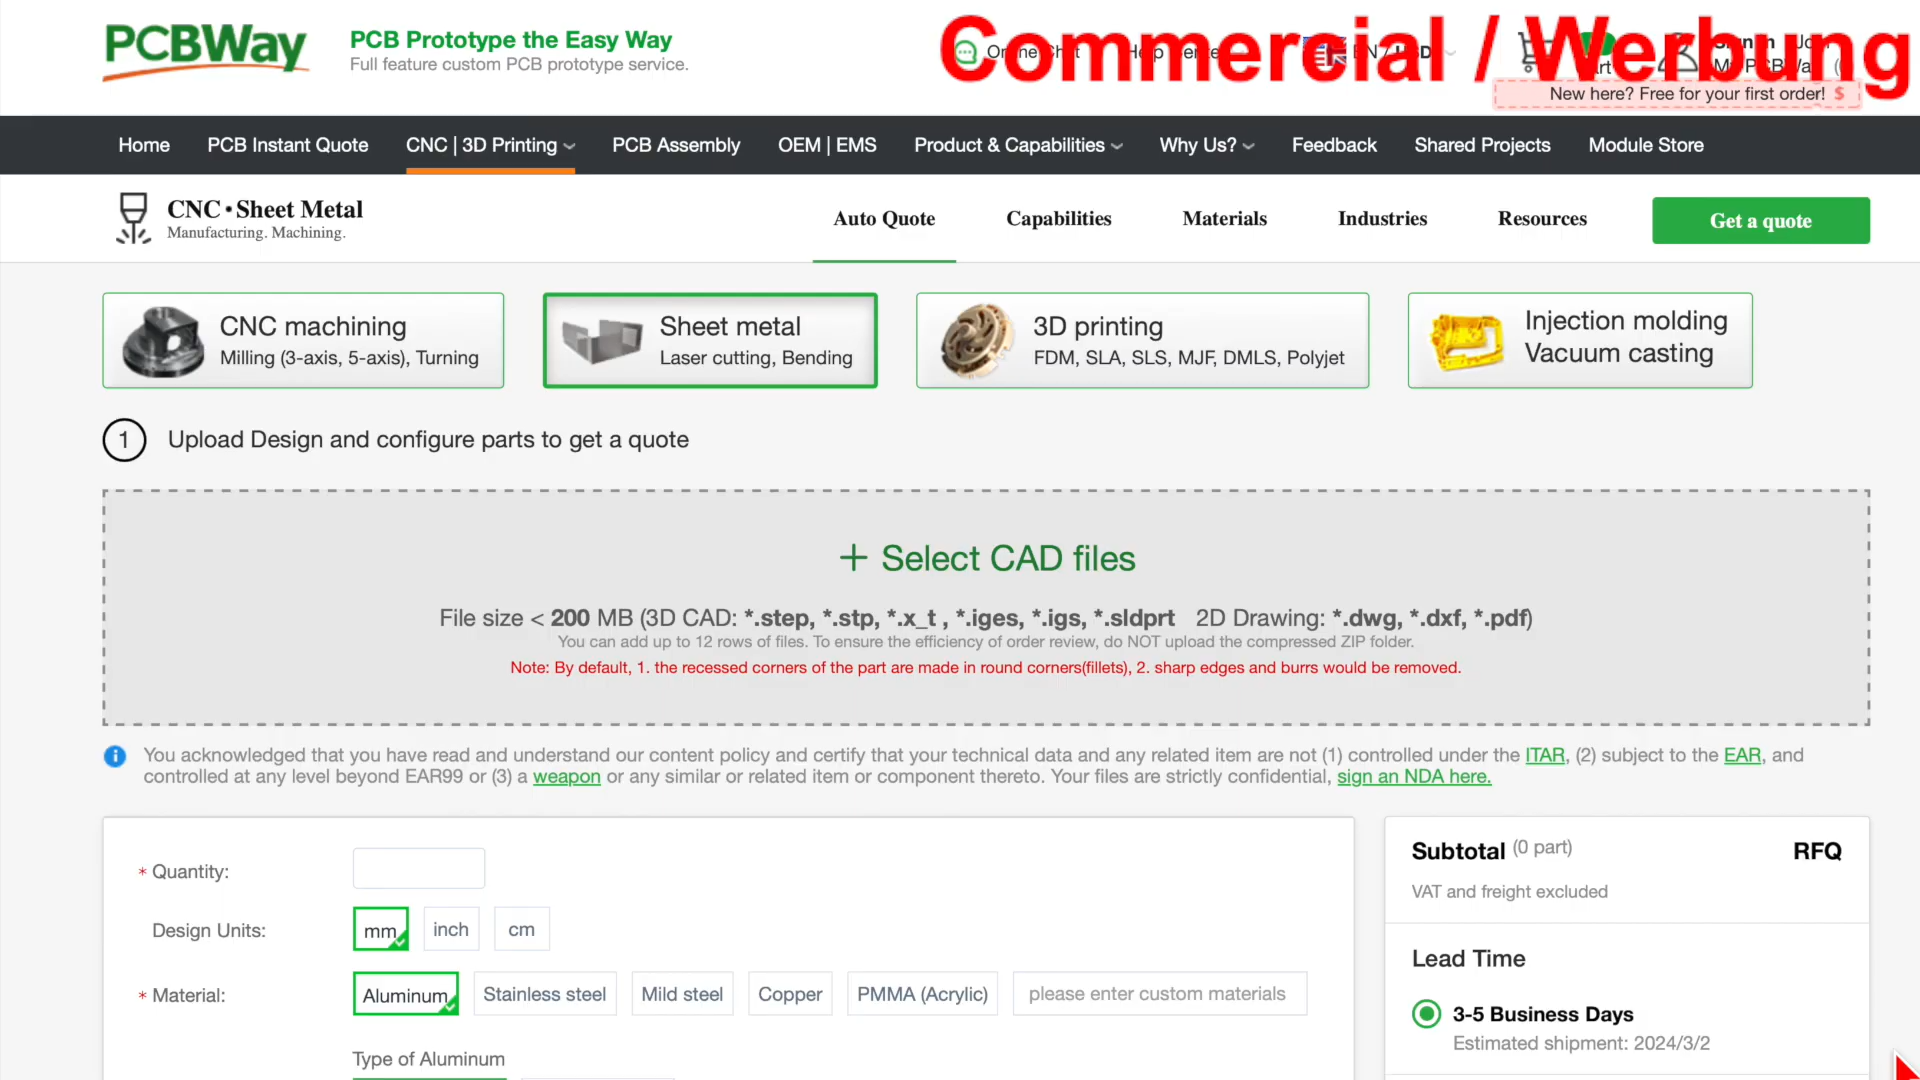 PCBWay
PCB Prototype the Easy Way
Full feature custom PCB prototype service.
Commercial / Werbung
New here? Free for your first order! $
Home PCB Instant Quote CNC | 3D Printing PCB Assembly OEM | EMS Product & Capabilities Why Us? Feedback Shared Projects Module Store
CNC • Sheet Metal
Manufacturing. Machining.
Auto Quote Capabilities Materials Industries Resources Get a quote
CNC machining
Milling (3-axis, 5-axis), Turning
Sheet metal
Laser cutting, Bending
3D printing
FDM, SLA, SLS, MJF, DMLS, Polyjet
Injection molding
Vacuum casting
1 Upload Design and configure parts to get a quote
+ Select CAD files
File size < 200 MB (3D CAD: *.step, *.stp, *.x_t , *.iges, *.igs, *.sldprt 2D Drawing: *.dwg, *.dxf, *.pdf)
You can add up to 12 rows of files. To ensure the efficiency of order review, do NOT upload the compressed ZIP folder.
Note: By default, 1. the recessed corners of the part are made in round corners(fillets), 2. sharp edges and burrs would be removed.
You acknowledged that you have read and understand our content policy and certify that your technical data and any related item are not (1) controlled under the ITAR, (2) subject to the EAR, and
controlled at any level beyond EAR99 or (3) a weapon or any similar or related item or component thereto. Your files are strictly confidential, sign an NDA here.
* Quantity:
Design Units: mm inch cm
* Material: Aluminum Stainless steel Mild steel Copper PMMA (Acrylic) please enter custom materials
Type of Aluminum
Subtotal (0 part) RFQ
VAT and freight excluded
Lead Time
3-5 Business Days
Estimated shipment: 2024/3/2